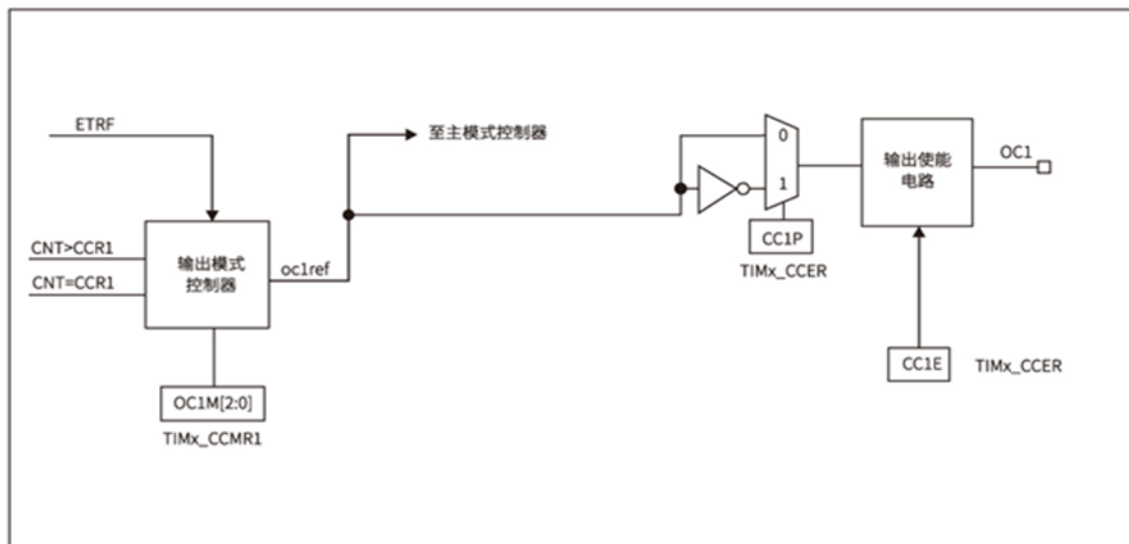 ETRF
至主模式控制器
0
1
输出使能
电路
OC1
CC1P
TIMx_CCER
CNT>CCR1
CNT=CCR1
输出模式
控制器
oc1ref
CC1E
TIMx_CCER
OC1M[2:0]
TIMx_CCMR1